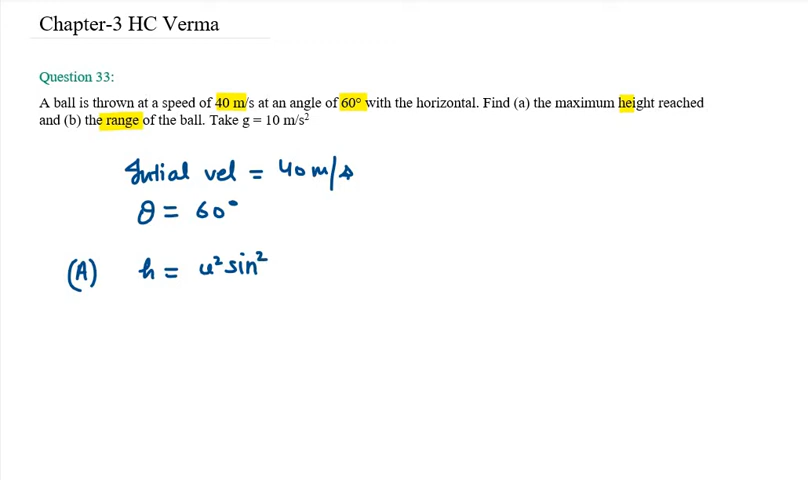 Chapter-3 HC Verma
Question 33:
A ball is thrown at a speed of 40 m/s at an angle of 60° with the horizontal. Find (a) the maximum height reached
and (b) the range of the ball. Take g = 10 m/s²
Initial vel = 40 m/s
θ = 60°
(A) h = u² sin²